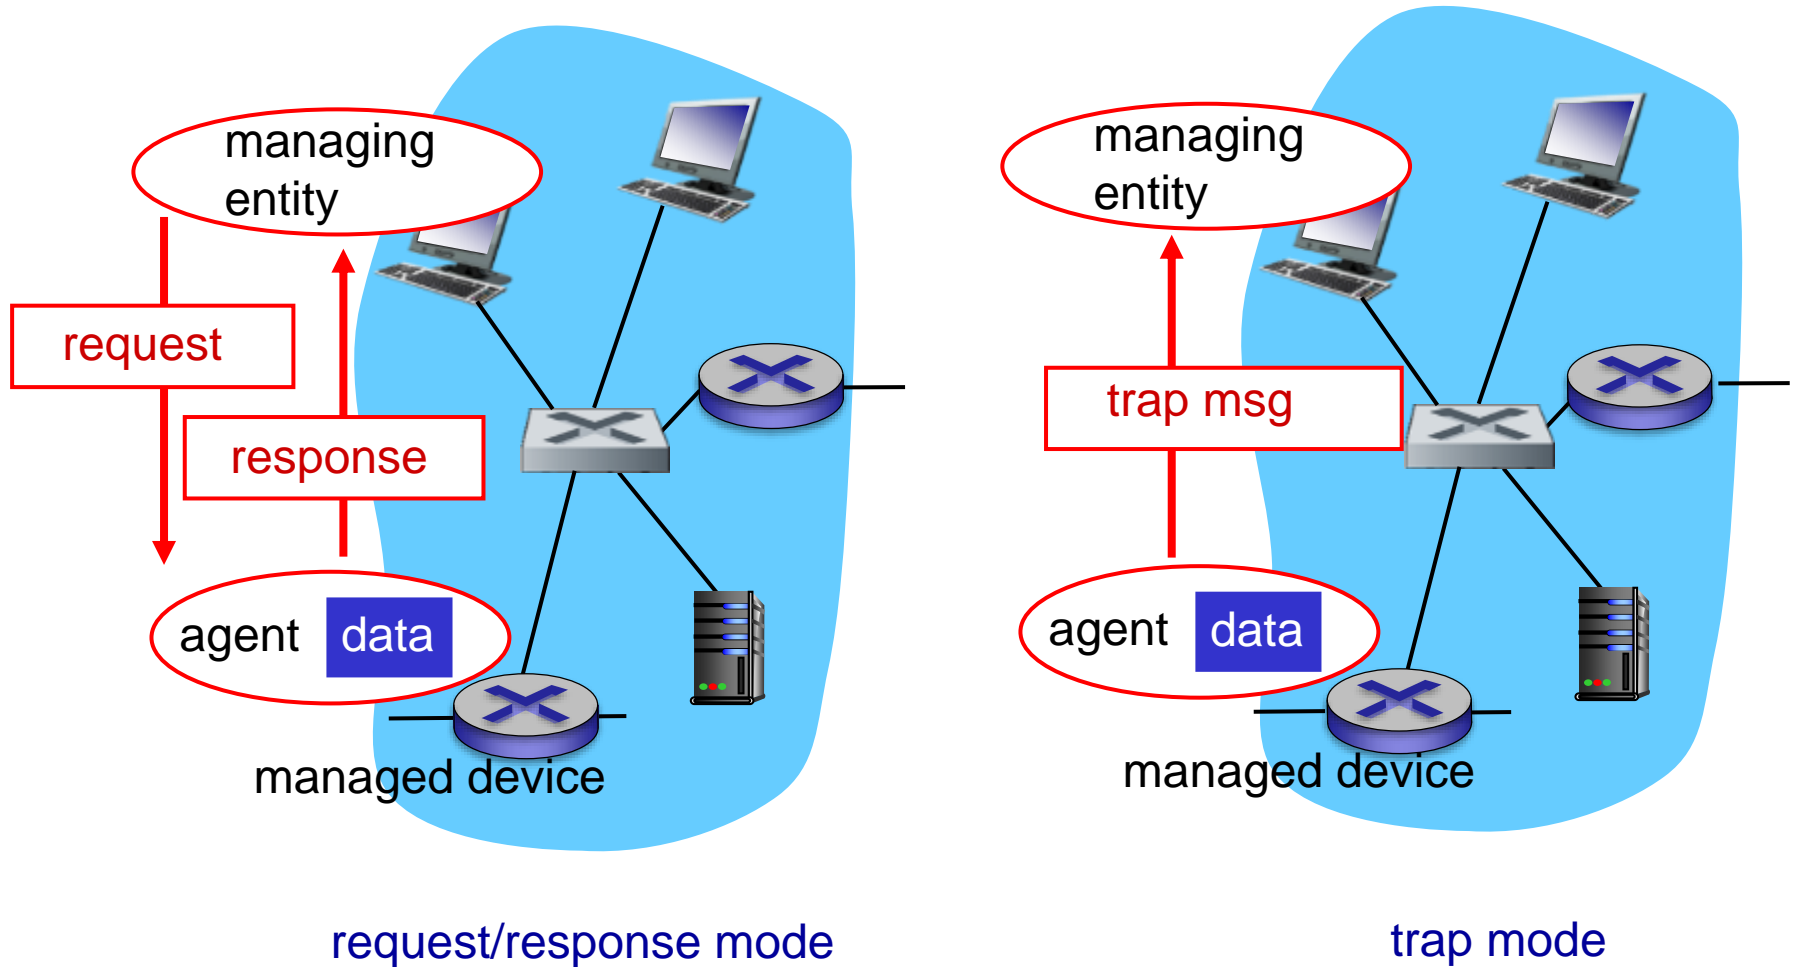 managing
entity
request
response
agent data
managed device
request/response mode
managing
entity
trap msg
agent data
managed device
trap mode